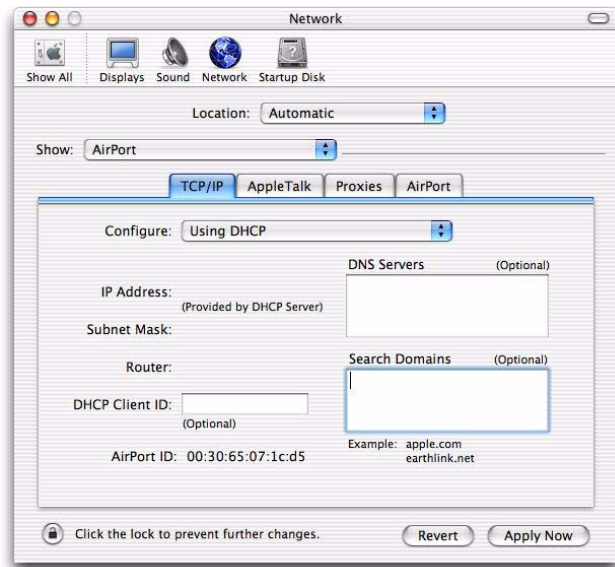 Network
Show All Displays Sound Network Startup Disk
Location: Automatic
Show: AirPort
TCP/IP AppleTalk Proxies AirPort
Configure: Using DHCP
DNS Servers (Optional)
IP Address:
(Provided by DHCP Server)
Subnet Mask:
Router:
Search Domains (Optional)
DHCP Client ID:
(Optional)
Example: apple.com
earthlink.net
AirPort ID: 00:30:65:07:1c:d5
Click the lock to prevent further changes.
Revert Apply Now